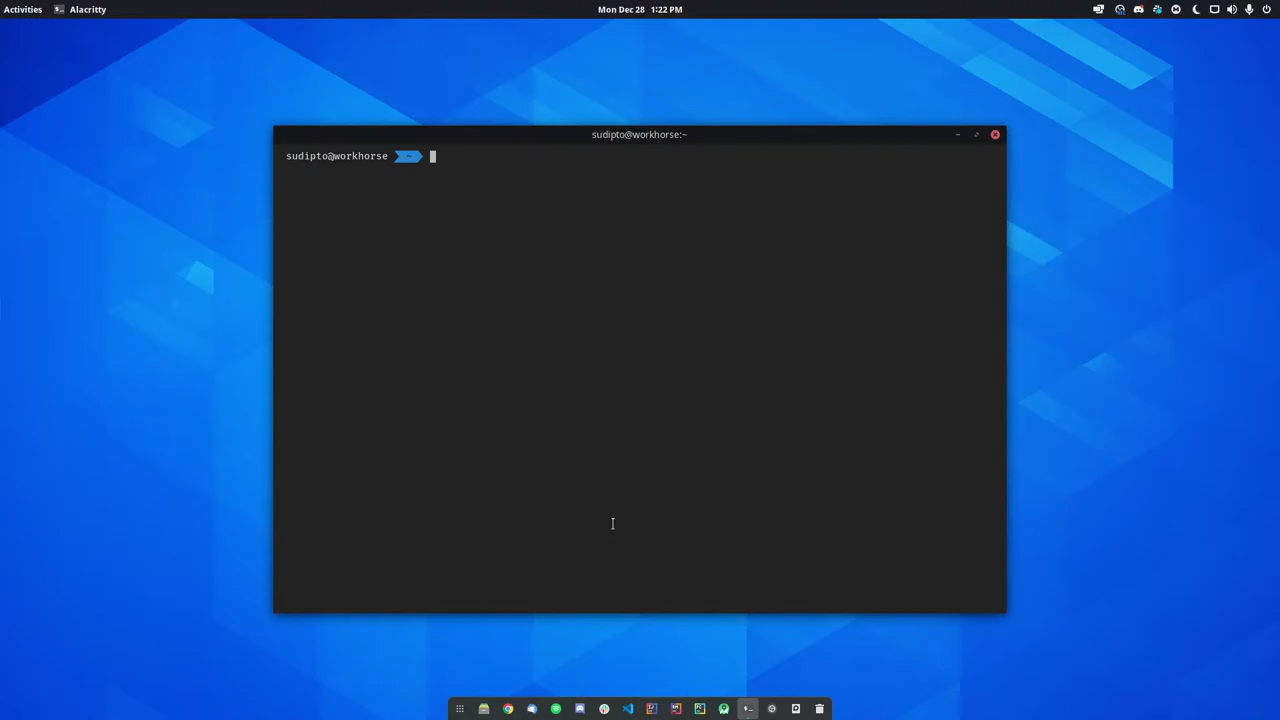 Activities
Alacritty
Mon Dec 28 1:22 PM
sudipto@workhorse:~
sudipto@workhorse ~